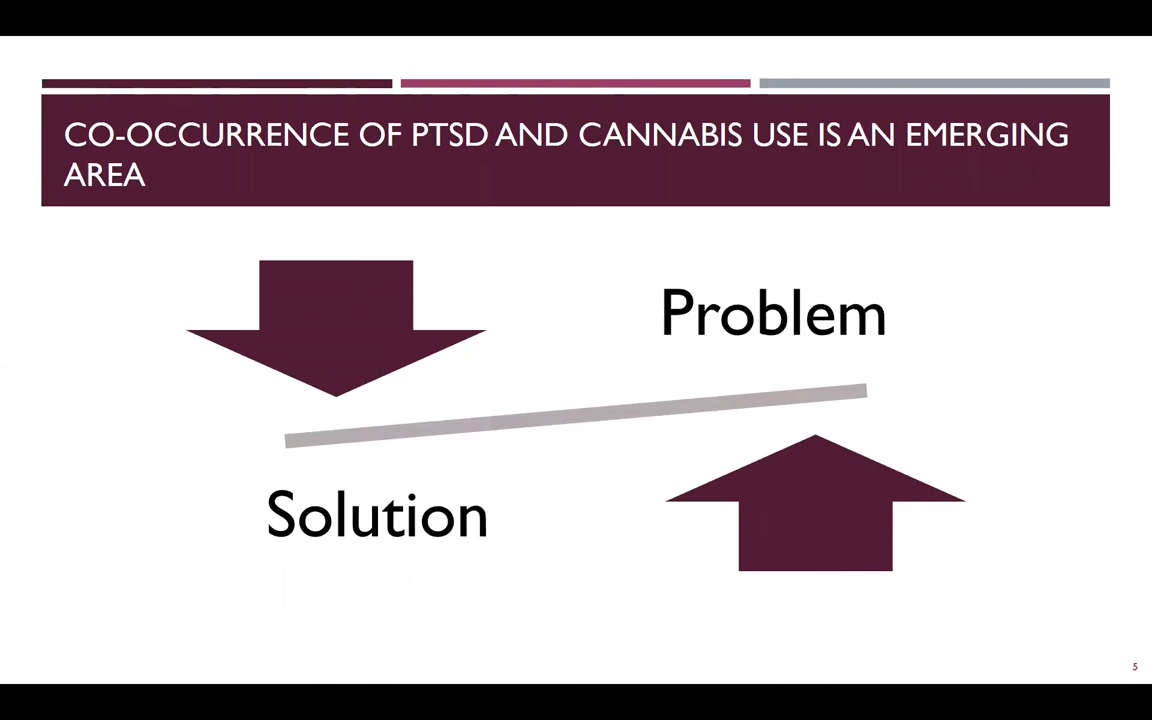 CO-OCCURRENCE OF PTSD AND CANNABIS USE IS AN EMERGING
AREA
Problem
Solution
5